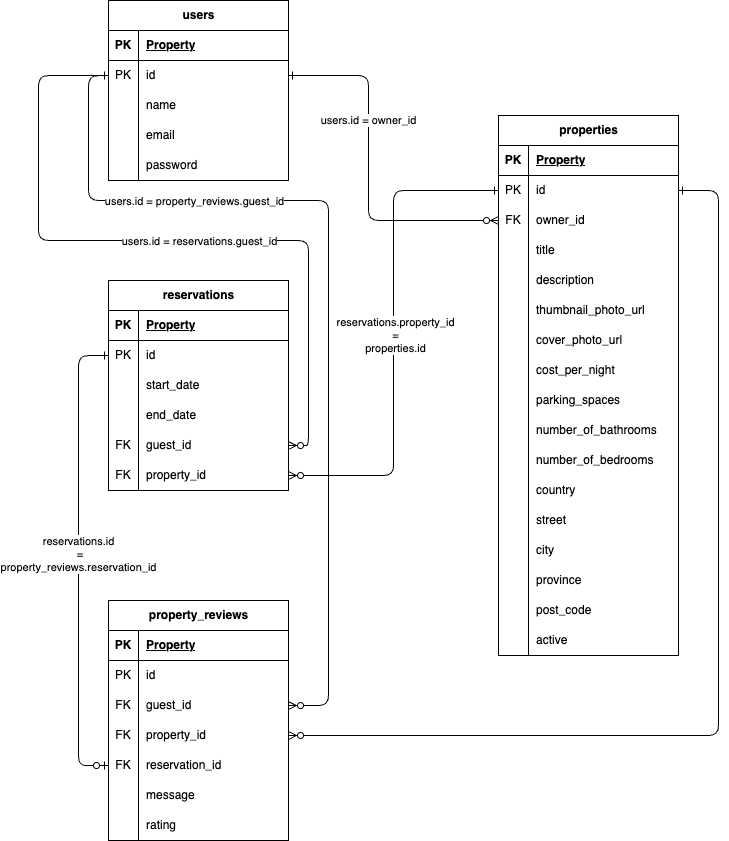 users
PK Property
PK id
name
email
password
users.id = owner_id
users.id = property_reviews.guest_id
users.id = reservations.guest_id
properties
PK Property
PK id
FK owner_id
title
description
thumbnail_photo_url
cover_photo_url
cost_per_night
parking_spaces
number_of_bathrooms
number_of_bedrooms
country
street
city
province
post_code
active
reservations
PK Property
PK id
start_date
end_date
FK guest_id
FK property_id
reservations.property_id
=
properties.id
reservations.id
=
property_reviews.reservation_id
property_reviews
PK Property
PK id
FK guest_id
FK property_id
FK reservation_id
message
rating